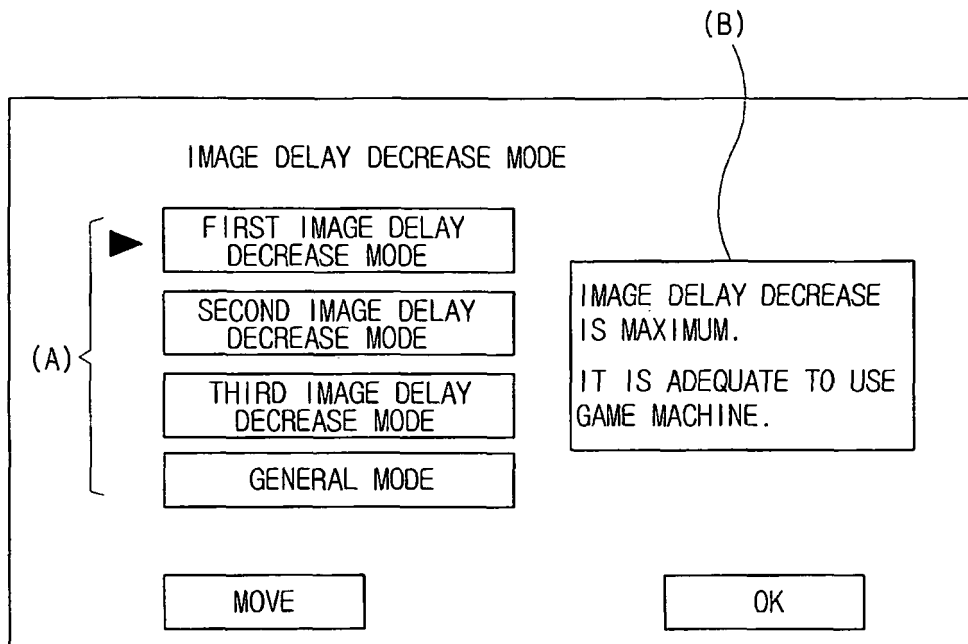 (B)
IMAGE DELAY DECREASE MODE
FIRST IMAGE DELAY
DECREASE MODE
SECOND IMAGE DELAY
DECREASE MODE
(A)
THIRD IMAGE DELAY
DECREASE MODE
GENERAL MODE
IMAGE DELAY DECREASE
IS MAXIMUM.
IT IS ADEQUATE TO USE
GAME MACHINE.
MOVE
OK